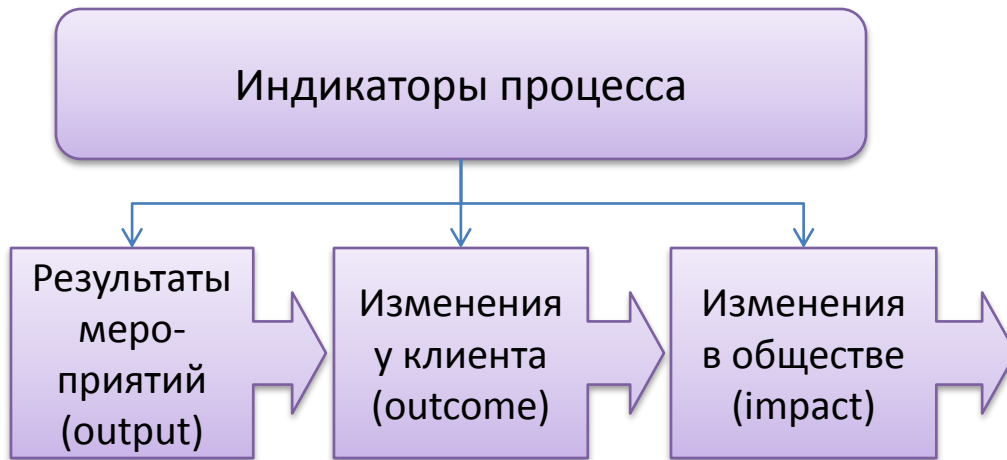 Индикаторы процесса
Результаты
меро-
приятий
(output)
Изменения
у клиента
(outcome)
Изменения
в обществе
(impact)